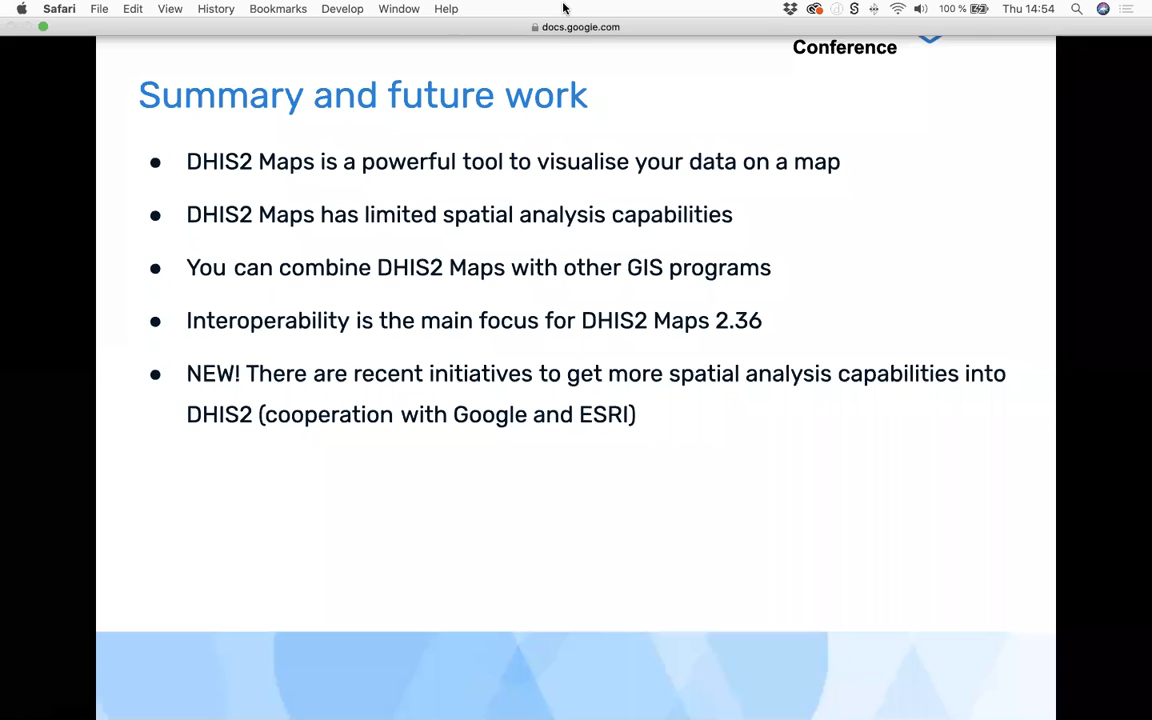 Safari File Edit View History Bookmarks Develop Window Help 100 % Thu 14:54
docs.google.com
Conference
Summary and future work
● DHIS2 Maps is a powerful tool to visualise your data on a map
● DHIS2 Maps has limited spatial analysis capabilities
● You can combine DHIS2 Maps with other GIS programs
● Interoperability is the main focus for DHIS2 Maps 2.36
● NEW! There are recent initiatives to get more spatial analysis capabilities into
DHIS2 (cooperation with Google and ESRI)